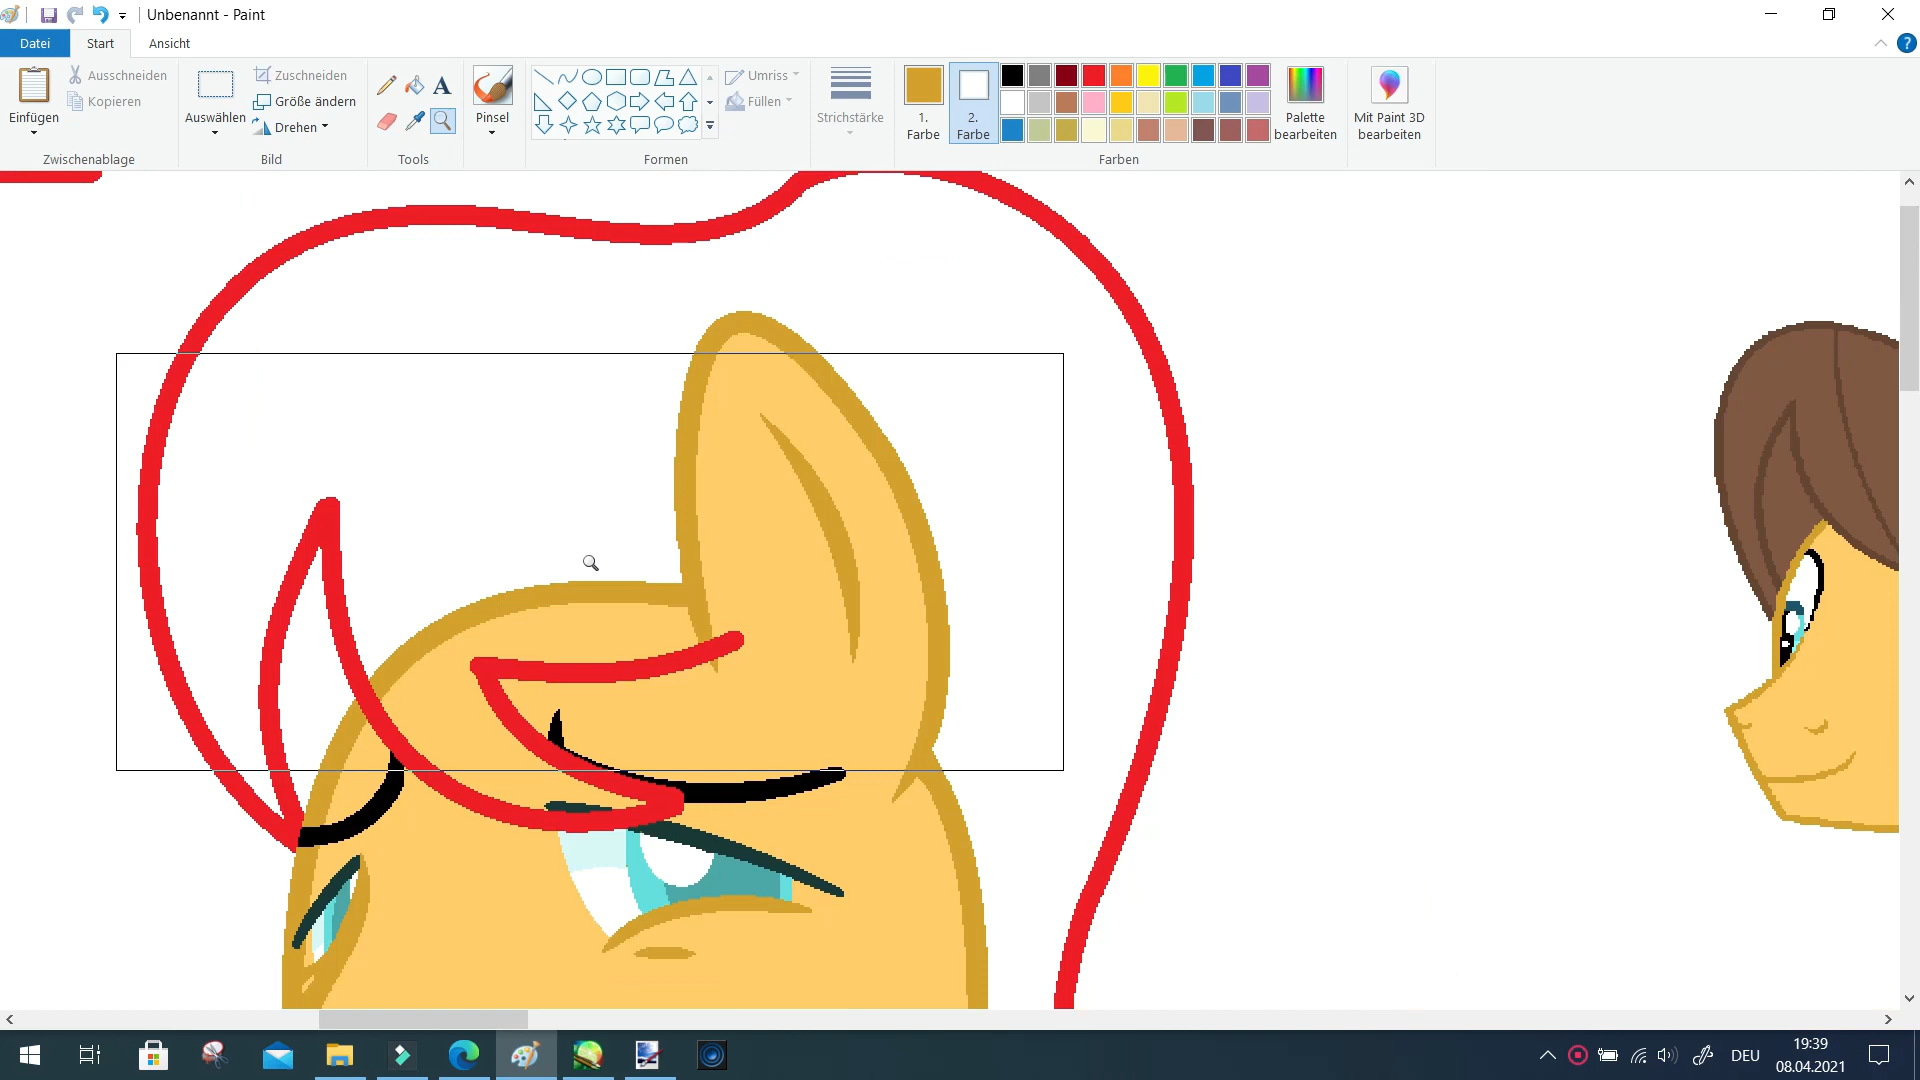 Unbenannt - Paint
Datei Start Ansicht
Einfügen
Ausschneiden
Kopieren
Zwischenablage
Auswählen
Zuschneiden
Größe ändern
Drehen
Bild
A
Tools
Pinsel
Formen
Umriss
Füllen
Strichstärke
1.
Farbe
2.
Farbe
Farben
Palette
bearbeiten
Mit Paint 3D
bearbeiten
DEU
19:39
08.04.2021